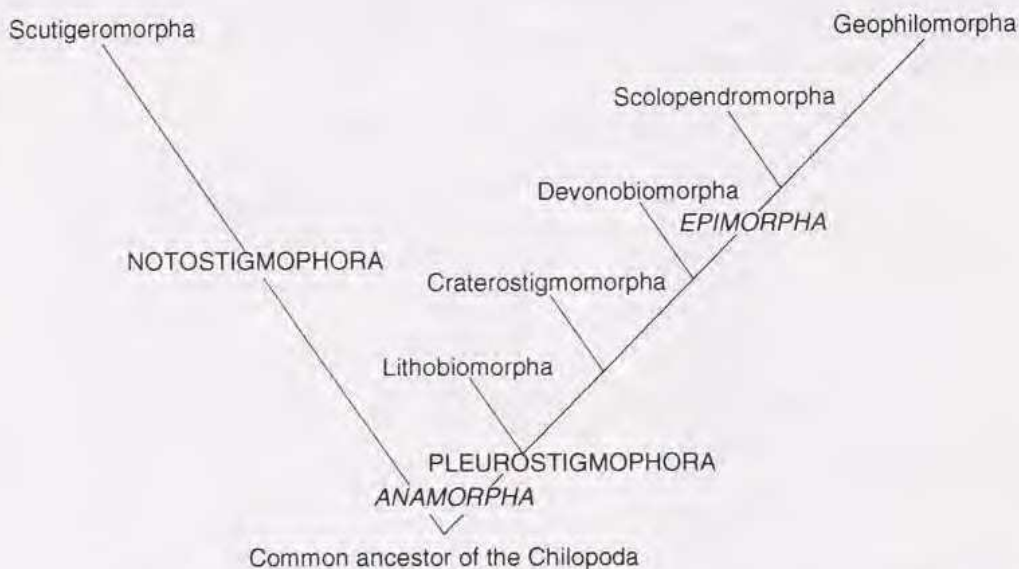 Scutigeromorpha
Geophilomorpha
Scolopendromorpha
Devonobiomorpha
EPIMORPHA
NOTOSTIGMOPHORA
Craterostigmomorpha
Lithobiomorpha
PLEUROSTIGMOPHORA
ANAMORPHA
Common ancestor of the Chilopoda